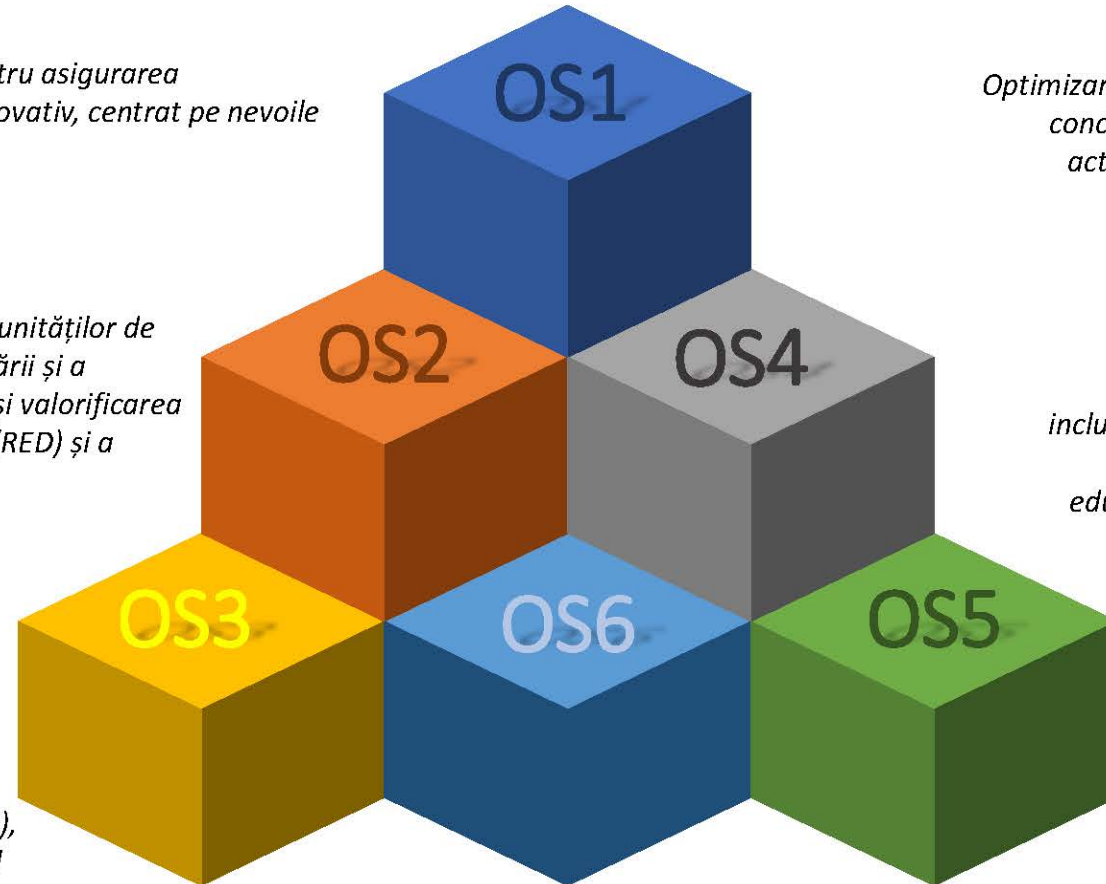 tru asigurarea
ovativ, centrat pe nevoile
OS1
Optimizar
conc
act
unităților de
ării și a
și valorificarea
(RED) și a
OS2
OS4
inclu
edu
OS3
OS6
OS5
),